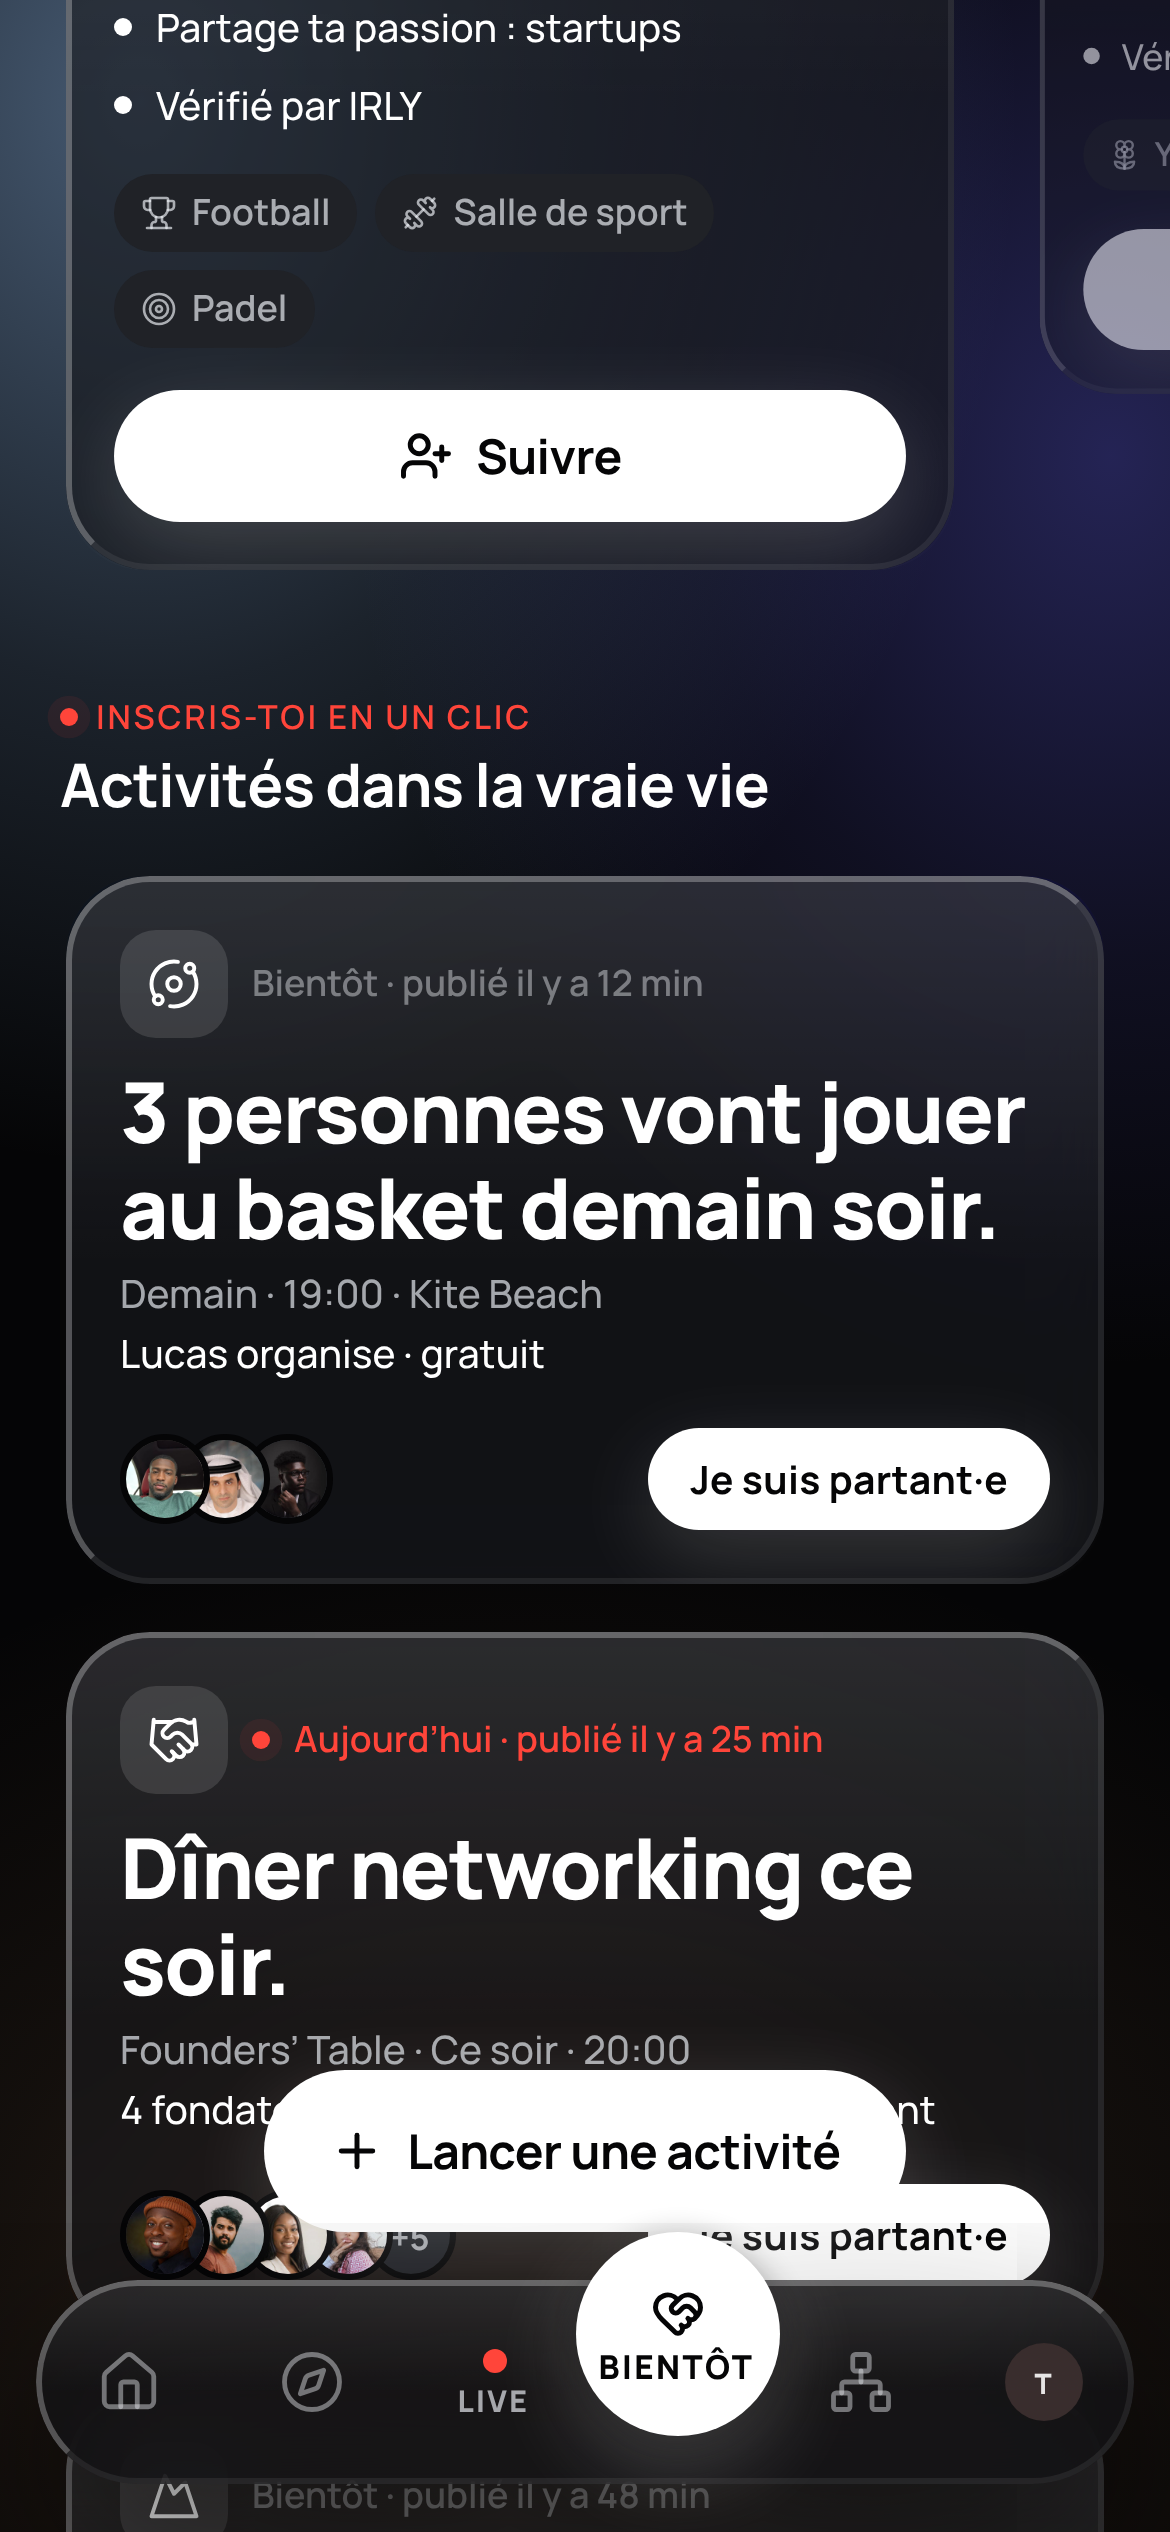 Partage ta passion : startups
Vérifié par IRLY
Football
Salle de sport
Padel
Suivre
INSCRIS-TOI EN UN CLIC
Activités dans la vraie vie
Bientôt · publié il y a 12 min
3 personnes vont jouer
au basket demain soir.
Demain · 19:00 · Kite Beach
Lucas organise · gratuit
Je suis partant·e
Aujourd’hui · publié il y a 25 min
Dîner networking ce
soir.
Founders’ Table · Ce soir · 20:00
4
Lancer une activité
+5
suis partant·e
BIENTÔT
LIVE
T
Bientôt · publié il y a 48 min